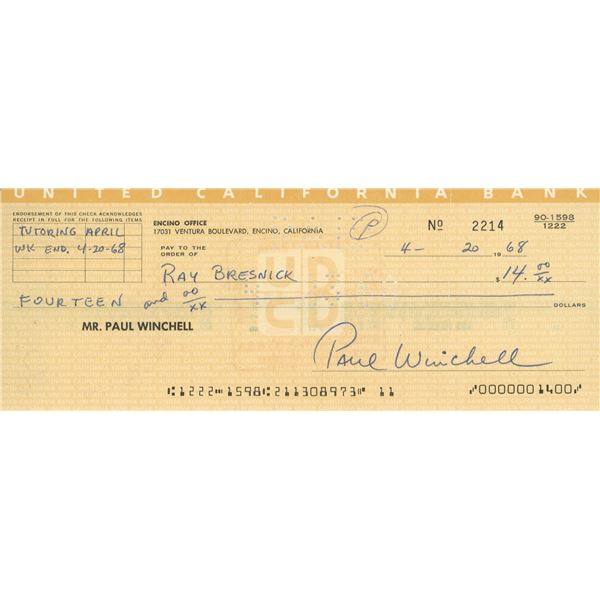 UNITED CALIFORNIA BANK
ENDORSEMENT OF THIS CHECK ACKNOWLEDGES
RECEIPT IN FULL FOR THE FOLLOWING ITEMS
TUTORING APRIL
WK END. 4-20-68
ENCINO OFFICE
17031 VENTURA BOULEVARD, ENCINO, CALIFORNIA
P
Nº 2214
90-1598
1222
4- 20 1968
PAY TO THE
ORDER OF RAY BRESNICK $14. 00/XX
FOURTEEN and 00/XX DOLLARS
MR. PAUL WINCHELL
Paul Winchell
⑆1222⑉1598⑆211308973⑈ 11 ⑈0000001400⑈